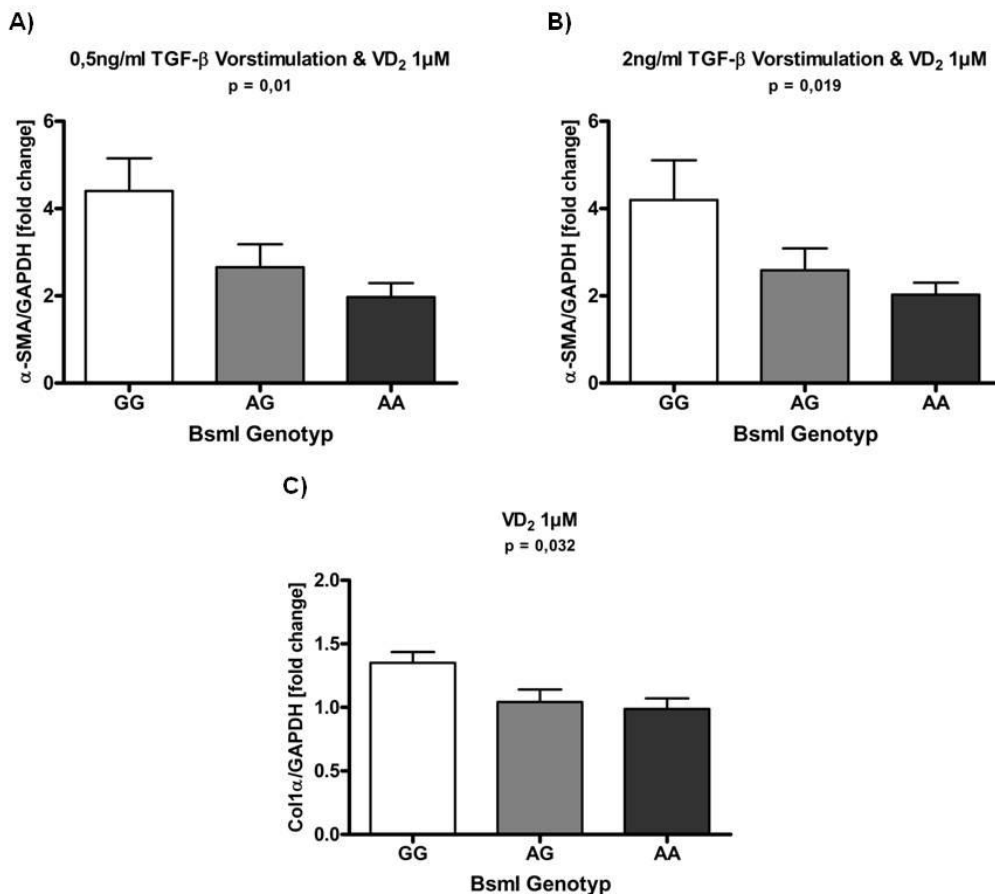 A)
0,5ng/ml TGF-β Vorstimulation & VD₂ 1µM
p = 0,01
α-SMA/GAPDH [fold change]
6
4
2
0
GG AG AA
BsmI Genotyp
B)
2ng/ml TGF-β Vorstimulation & VD₂ 1µM
p = 0,019
α-SMA/GAPDH [fold change]
6
4
2
0
GG AG AA
BsmI Genotyp
C)
VD₂ 1µM
p = 0,032
Col1α/GAPDH [fold change]
2.0
1.5
1.0
0.5
0.0
GG AG AA
BsmI Genotyp